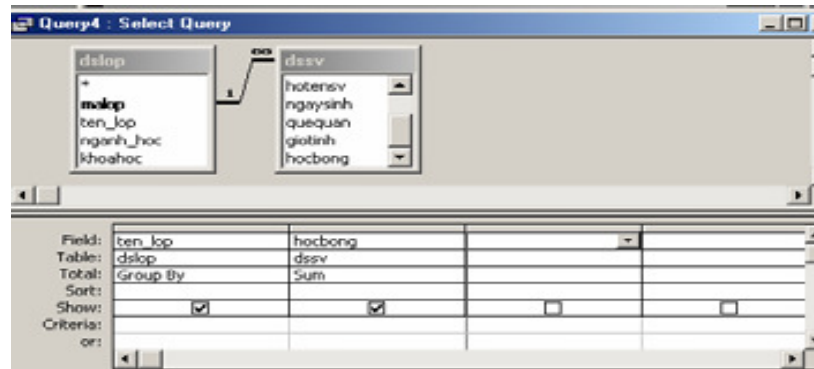 Query4 : Select Query
dslop
*
malop
ten_lop
nganh_hoc
khoahoc
1
∞
dssv
hotensv
ngaysinh
quequan
giotinh
hocbong
Field: ten_lop hocbong
Table: dslop dssv
Total: Group By Sum
Sort:
Show:
Criteria:
or: